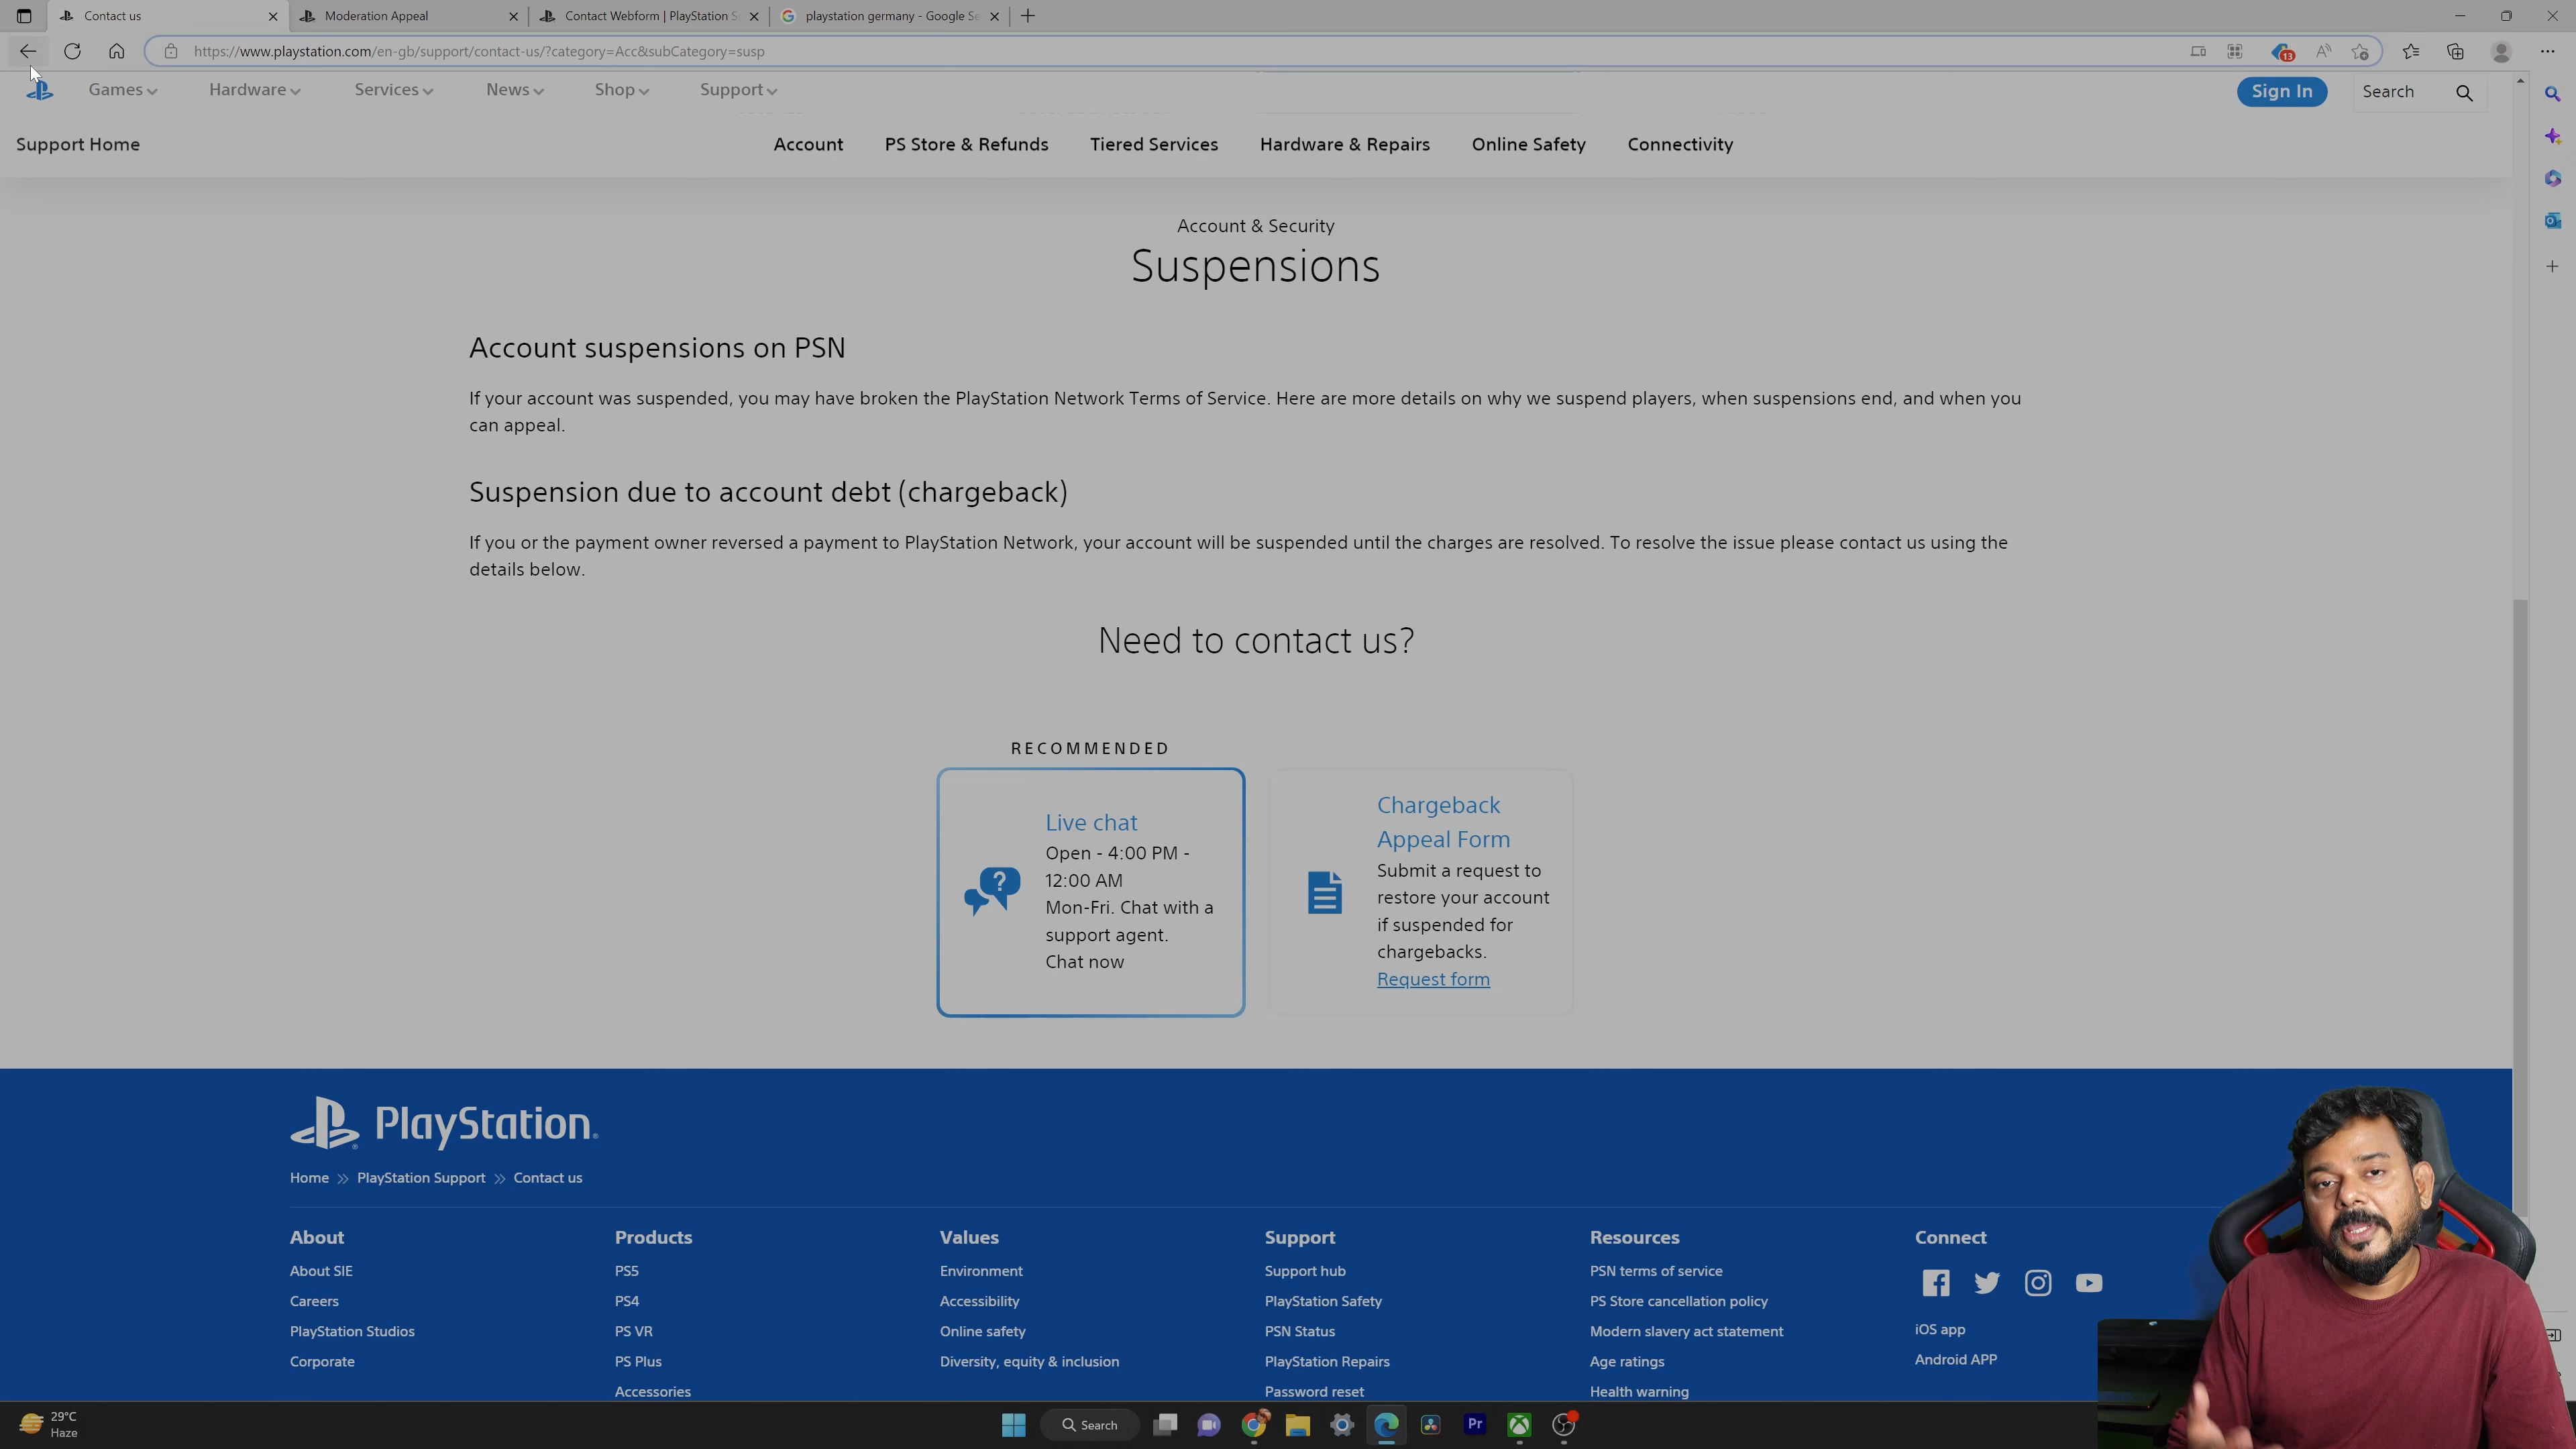 Contact us
Moderation Appeal
Contact Webform | PlayStation S
playstation germany - Google Se
https://www.playstation.com/en-gb/support/contact-us/?category=Acc&subCategory=susp
13
Games
Hardware
Services
News
Shop
Support
Sign In
Search
Support Home
Account
PS Store & Refunds
Tiered Services
Hardware & Repairs
Online Safety
Connectivity
Account & Security
Suspensions
Account suspensions on PSN
If your account was suspended, you may have broken the PlayStation Network Terms of Service. Here are more details on why we suspend players, when suspensions end, and when you
can appeal.
Suspension due to account debt (chargeback)
If you or the payment owner reversed a payment to PlayStation Network, your account will be suspended until the charges are resolved. To resolve the issue please contact us using the
details below.
Need to contact us?
RECOMMENDED
Live chat
Open - 4:00 PM -
12:00 AM
Mon-Fri. Chat with a
support agent.
Chat now
Chargeback
Appeal Form
Submit a request to
restore your account
if suspended for
chargebacks.
Request form
PlayStation
Home » PlayStation Support » Contact us
About
About SIE
Careers
PlayStation Studios
Corporate
Products
PS5
PS4
PS VR
PS Plus
Accessories
Values
Environment
Accessibility
Online safety
Diversity, equity & inclusion
Support
Support hub
PlayStation Safety
PSN Status
PlayStation Repairs
Password reset
Resources
PSN terms of service
PS Store cancellation policy
Modern slavery act statement
Age ratings
Health warning
Connect
iOS app
Android APP
29°C
Haze
Search
Pr